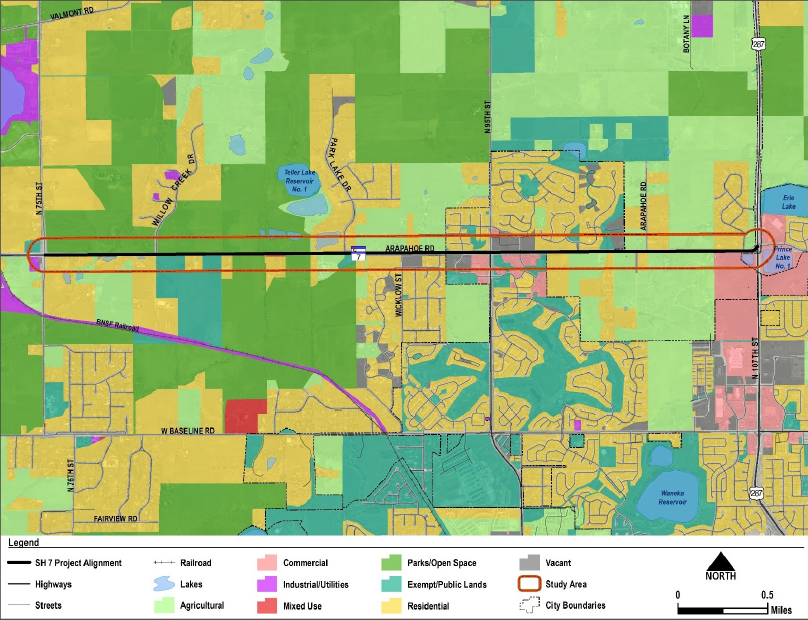 VALMONT RD
BOTANY LN
287
N 95TH ST
PARK LAKE DR
WILLOW CREEK DR
Teller Lake
Reservoir
No. 1
N 75TH ST
ARAPAHOE RD
Erie
Lake
ARAPAHOE RD
7
Prince
Lake
No. 1
WICKLOW ST
BNSF Railroad
N 107TH ST
W BASELINE RD
N 76TH ST
Waneka
Reservoir
287
FAIRVIEW RD
Legend
SH 7 Project Alignment
Highways
Streets
Railroad
Lakes
Agricultural
Commercial
Industrial/Utilities
Mixed Use
Parks/Open Space
Exempt/Public Lands
Residential
Vacant
Study Area
City Boundaries
NORTH
0 0.5
Miles